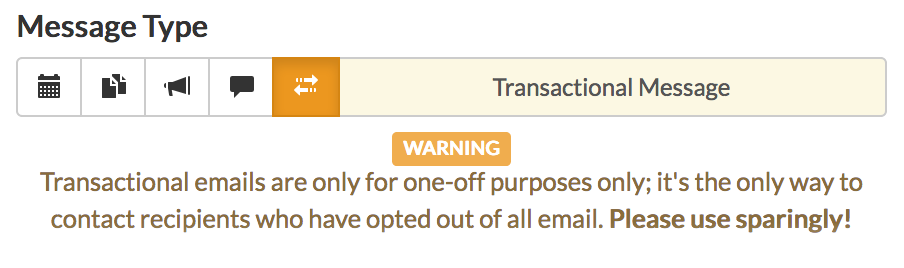 Message Type
Transactional Message
WARNING
Transactional emails are only for one-off purposes only; it's the only way to
contact recipients who have opted out of all email. Please use sparingly!